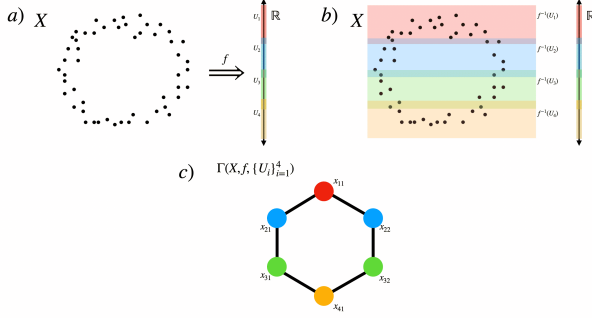 a) X
f
U₁
U₂
U₃
U₄
ℝ
b) X
f⁻¹(U₁)
f⁻¹(U₂)
f⁻¹(U₃)
f⁻¹(U₄)
ℝ
c) Γ(X, f, {Uᵢ}⁴ᵢ₌₁)
x₁₁
x₂₁
x₂₂
x₃₁
x₃₂
x₄₁